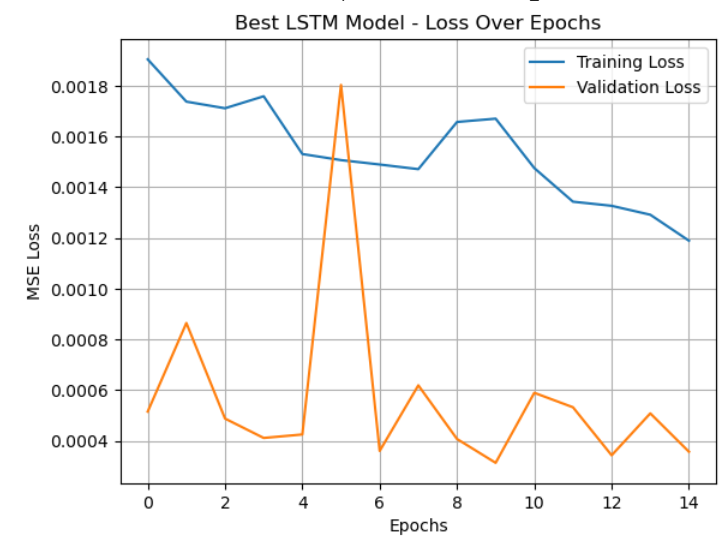 Best LSTM Model - Loss Over Epochs
Training Loss
Validation Loss
0.0018
0.0016
0.0014
0.0012
0.0010
0.0008
0.0006
0.0004
MSE Loss
0 2 4 6 8 10 12 14
Epochs